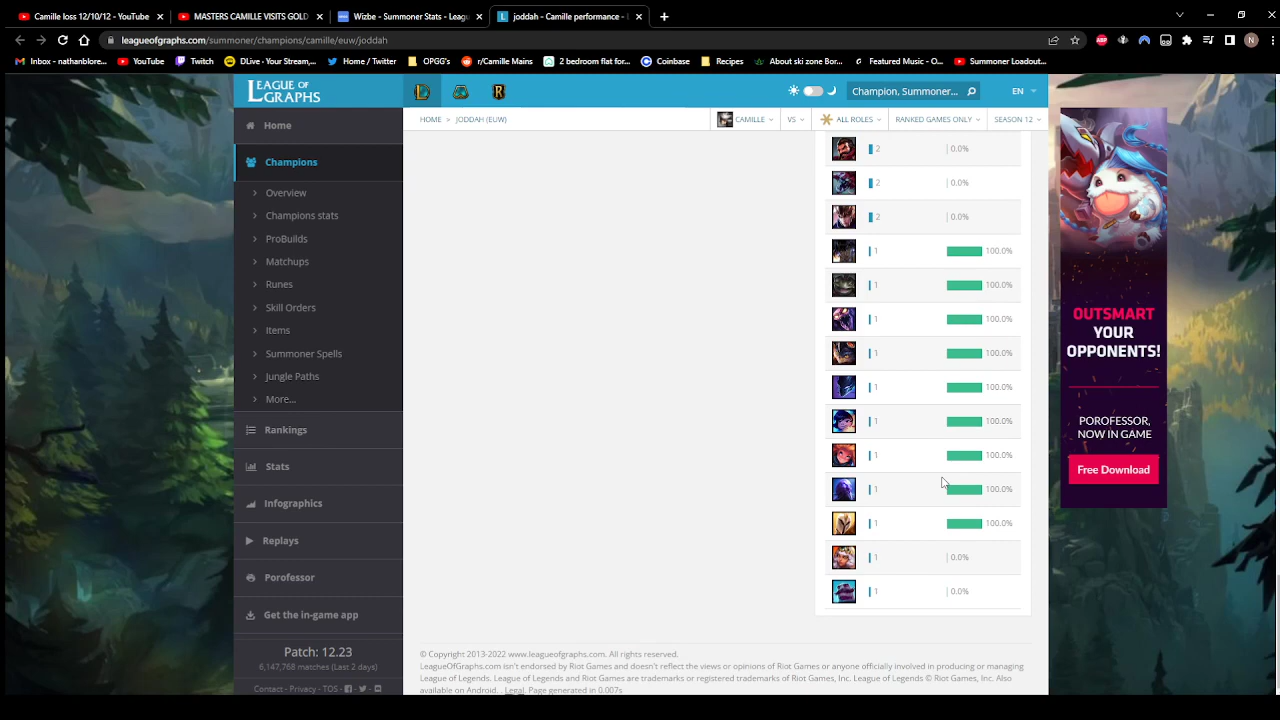 Camille loss 12/10/12 - YouTube
MASTERS CAMILLE VISITS GOLD
Wizbe - Summoner Stats - Leag
joddah - Camille performance -
leagueofgraphs.com/summoner/champions/camille/euw/joddah
N
Inbox - nathanblore...
YouTube
Twitch
DLive - Your Stream,...
Home / Twitter
OPGG's
r/Camille Mains
2 bedroom flat for...
Coinbase
Recipes
About ski zone Bor...
Featured Music - O...
Summoner Loadout...
LEAGUE OF GRAPHS
Champion, Summoner...
EN
HOME > JODDAH (EUW)
CAMILLE
VS
ALL ROLES
RANKED GAMES ONLY
SEASON 12
Home
Champions
Overview
Champions stats
ProBuilds
Matchups
Runes
Skill Orders
Items
Summoner Spells
Jungle Paths
More...
Rankings
Stats
Infographics
Replays
Porofessor
Get the in-game app
Patch: 12.23
6,147,768 matches (Last 2 days)
Contact - Privacy - TOS -
2 0.0%
2 0.0%
2 0.0%
1 100.0%
1 100.0%
1 100.0%
1 100.0%
1 100.0%
1 100.0%
1 100.0%
1 100.0%
1 100.0%
1 0.0%
1 0.0%
© Copyright 2013-2022 www.leagueofgraphs.com. All rights reserved.
LeagueOfGraphs.com isn't endorsed by Riot Games and doesn't reflect the views or opinions of Riot Games or anyone officially involved in producing or managing
League of Legends. League of Legends and Riot Games are trademarks or registered trademarks of Riot Games, Inc. League of Legends © Riot Games, Inc. Also
available on Android. . Legal. Page generated in 0.007s
OUTSMART
YOUR
OPPONENTS!
POROFESSOR,
NOW IN GAME
Free Download